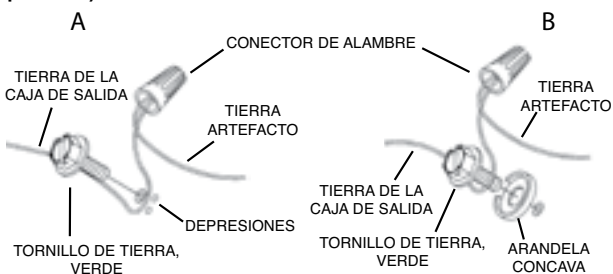 A
B
CONECTOR DE ALAMBRE
TIERRA DE LA
CAJA DE SALIDA
TIERRA
ARTEFACTO
DEPRESIONES
TORNILLO DE TIERRA,
VERDE
TIERRA
ARTEFACTO
TIERRA DE LA
CAJA DE SALIDA
TORNILLO DE TIERRA,
VERDE
ARANDELA
CONCAVA